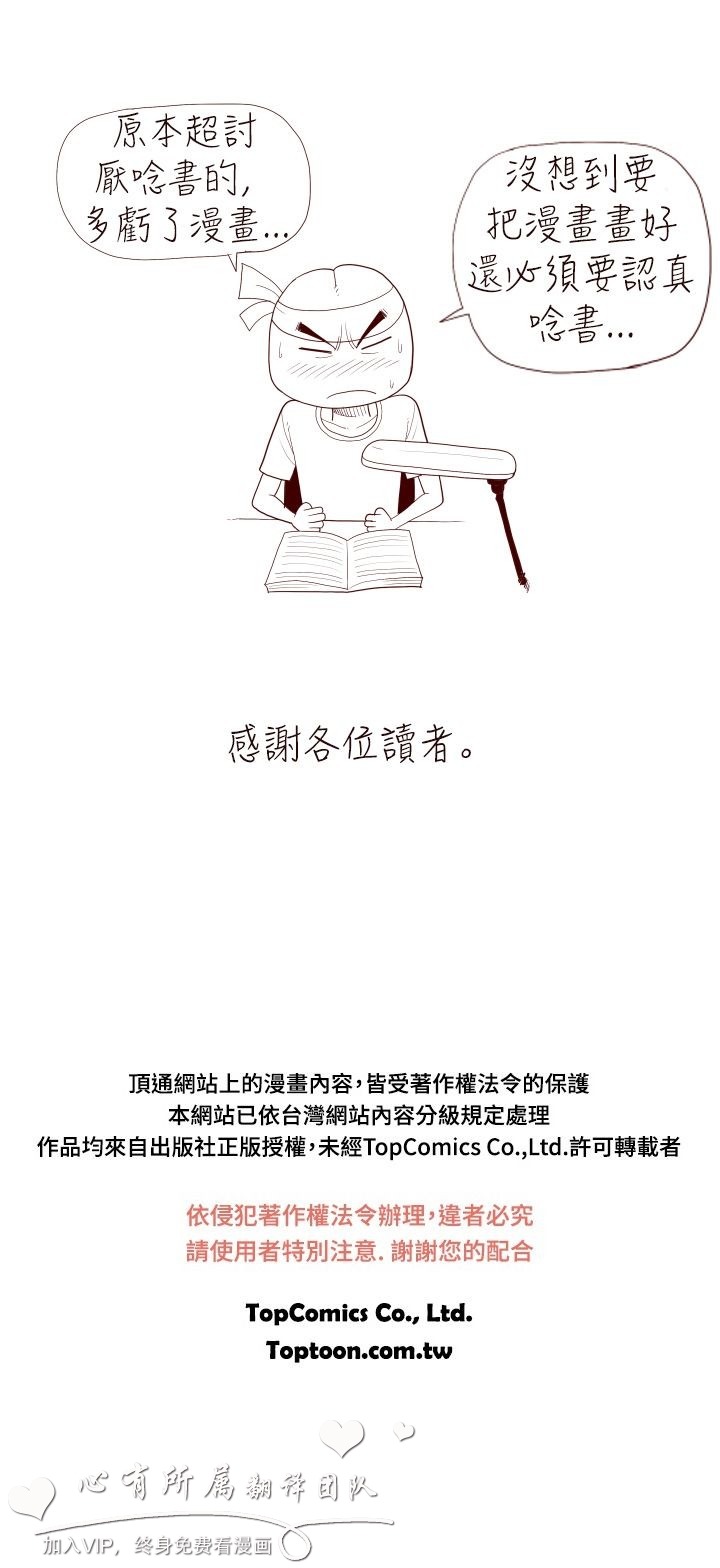 原本超討
厭唸書的,
多虧了漫畫...
沒想到要
把漫畫畫好
還必須要認真
唸書...
感謝各位讀者。
頂通網站上的漫畫內容，皆受著作權法令的保護
本網站已依台灣網站內容分級規定處理
作品均來自出版社正版授權，未經TopComics Co.,Ltd.許可轉載者
依侵犯著作權法令辦理，違者必究
請使用者特別注意. 謝謝您的配合
TopComics Co., Ltd.
Toptoon.com.tw
心有所属翻译团队
加入VIP，终身免费看漫画